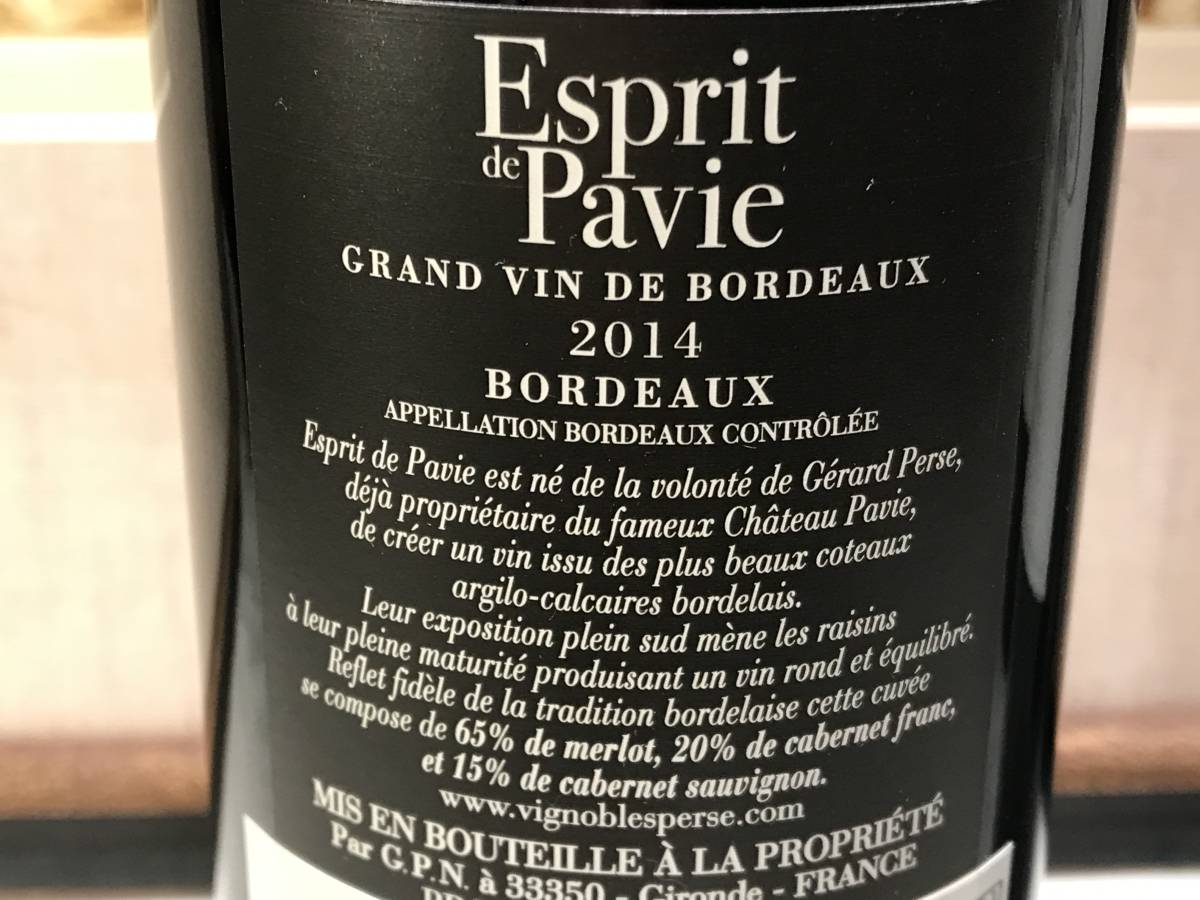 Esprit
de Pavie
GRAND VIN DE BORDEAUX
2014
BORDEAUX
APPELLATION BORDEAUX CONTRÔLÉE
Esprit de Pavie est né de la volonté de Gérard Perse,
déjà propriétaire du fameux Château Pavie,
de créer un vin issu des plus beaux coteaux
argilo-calcaires bordelais.
Leur exposition plein sud mène les raisins
à leur pleine maturité produisant un vin rond et équilibré.
Reflet fidèle de la tradition bordelaise cette cuvée
se compose de 65% de merlot, 20% de cabernet franc,
et 15% de cabernet sauvignon.
www.vignoblesperse.com
MIS EN BOUTEILLE À LA PROPRIÉTÉ
Par G.P.N. à 33350 - Gironde - FRANCE